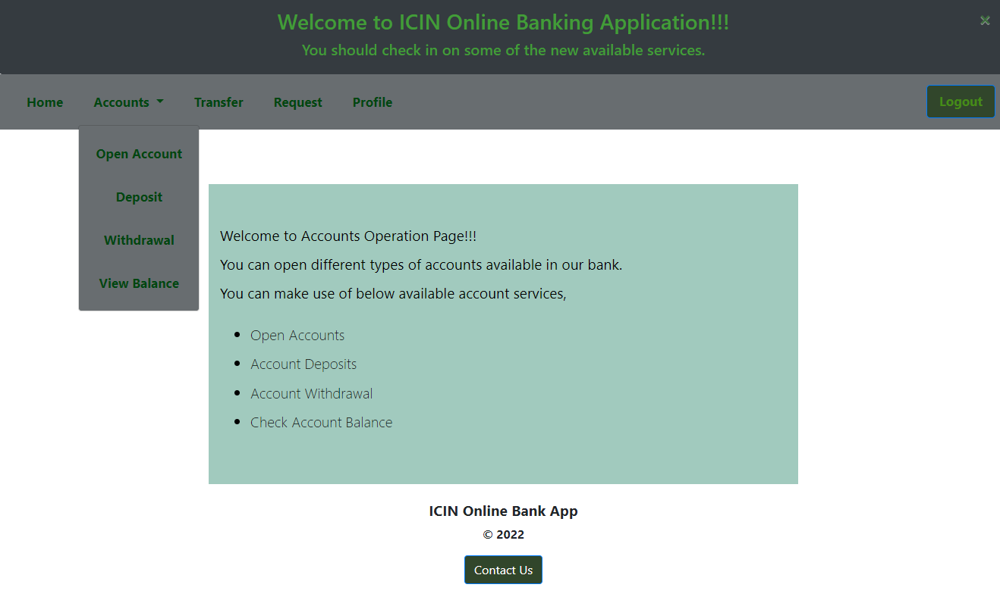 Welcome to ICIN Online Banking Application!!!
×
You should check in on some of the new available services.
Home Accounts Transfer Request Profile Logout
Open Account
Deposit
Withdrawal
View Balance
Welcome to Accounts Operation Page!!!
You can open different types of accounts available in our bank.
You can make use of below available account services,
• Open Accounts
• Account Deposits
• Account Withdrawal
• Check Account Balance
ICIN Online Bank App
© 2022
Contact Us